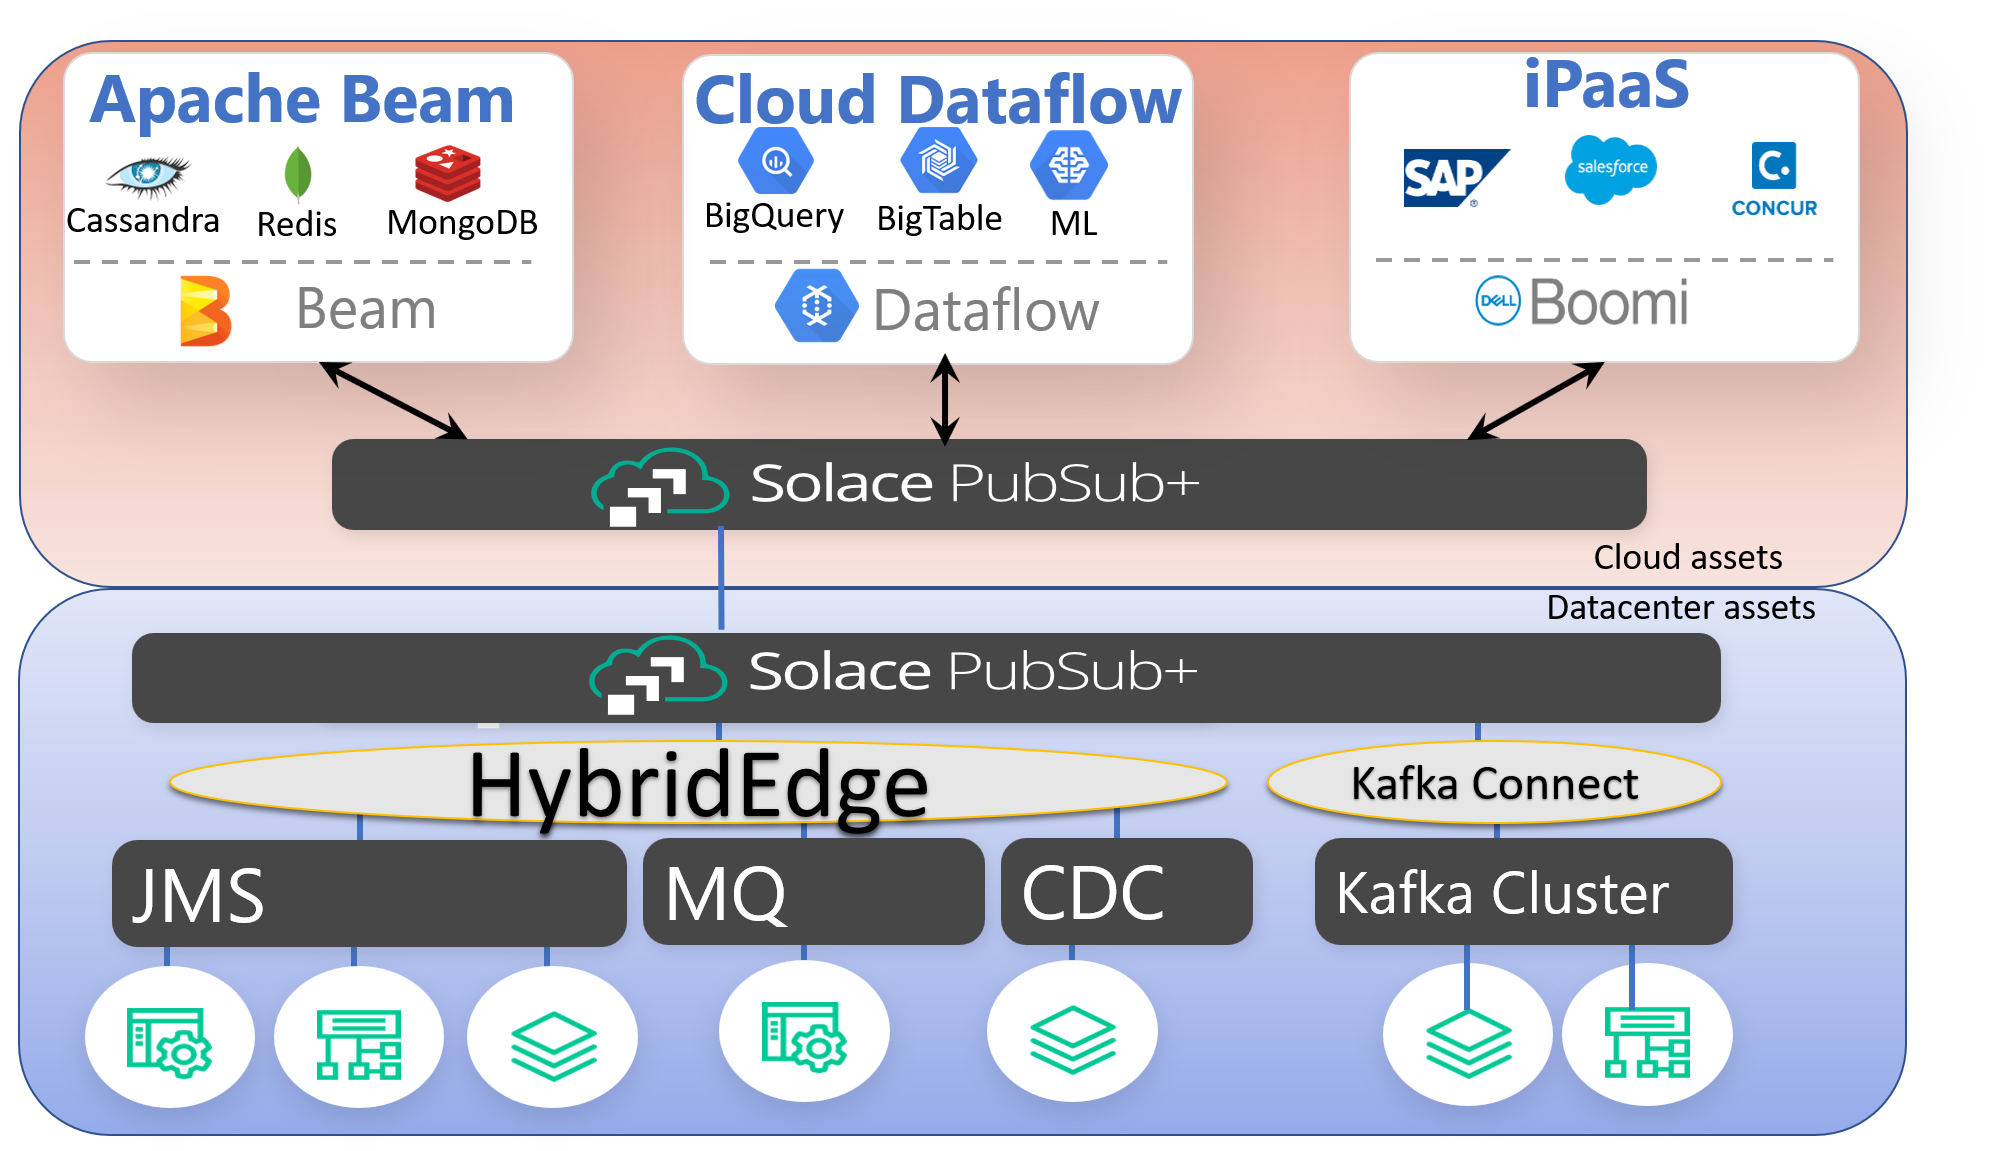 Apache Beam
Cassandra
Redis
MongoDB
Beam
Cloud Dataflow
BigQuery
BigTable
ML
Dataflow
iPaaS
SAP
®
salesforce
C.
CONCUR
DELL
Boomi
Solace PubSub+
Cloud assets
Datacenter assets
Solace PubSub+
HybridEdge
Kafka Connect
JMS
MQ
CDC
Kafka Cluster